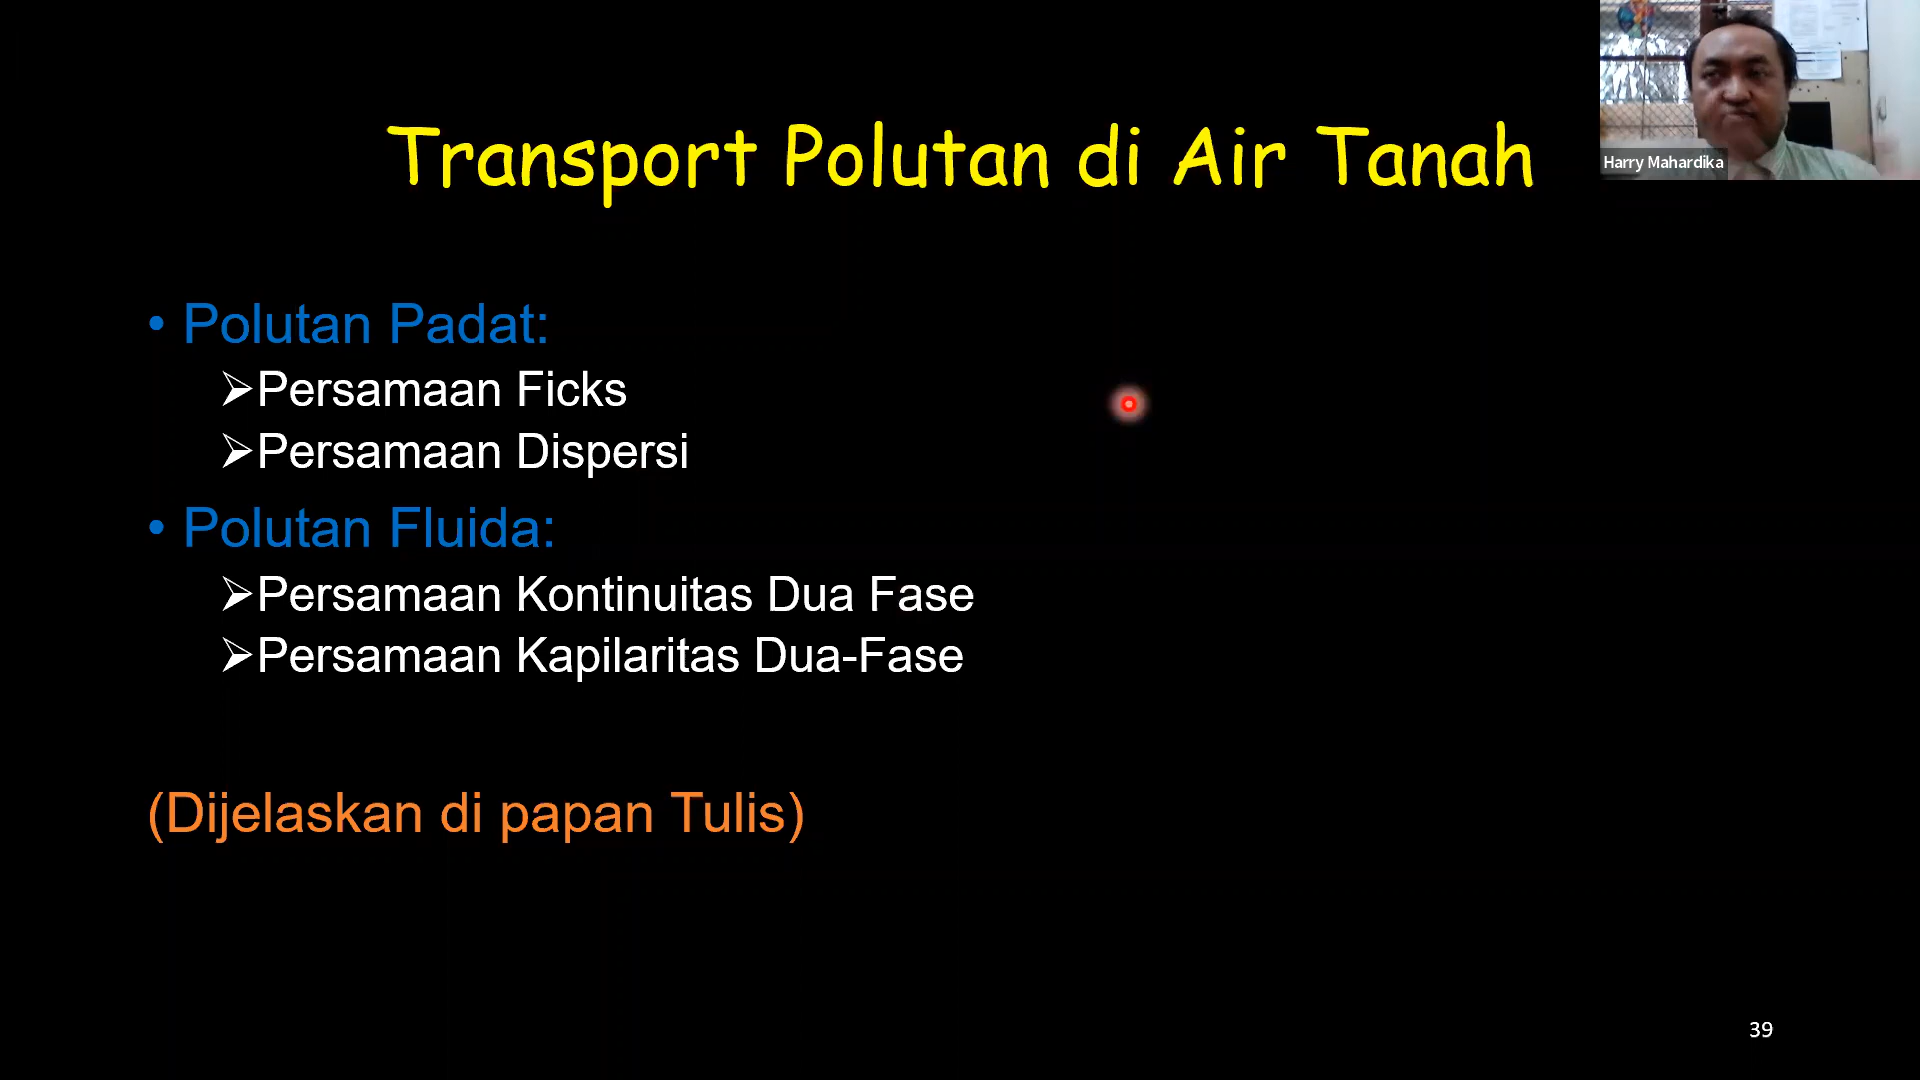 Transport Polutan di Air Tanah
Harry Mahardika
• Polutan Padat:
➢Persamaan Ficks
➢Persamaan Dispersi
• Polutan Fluida:
➢Persamaan Kontinuitas Dua Fase
➢Persamaan Kapilaritas Dua-Fase
(Dijelaskan di papan Tulis)
39